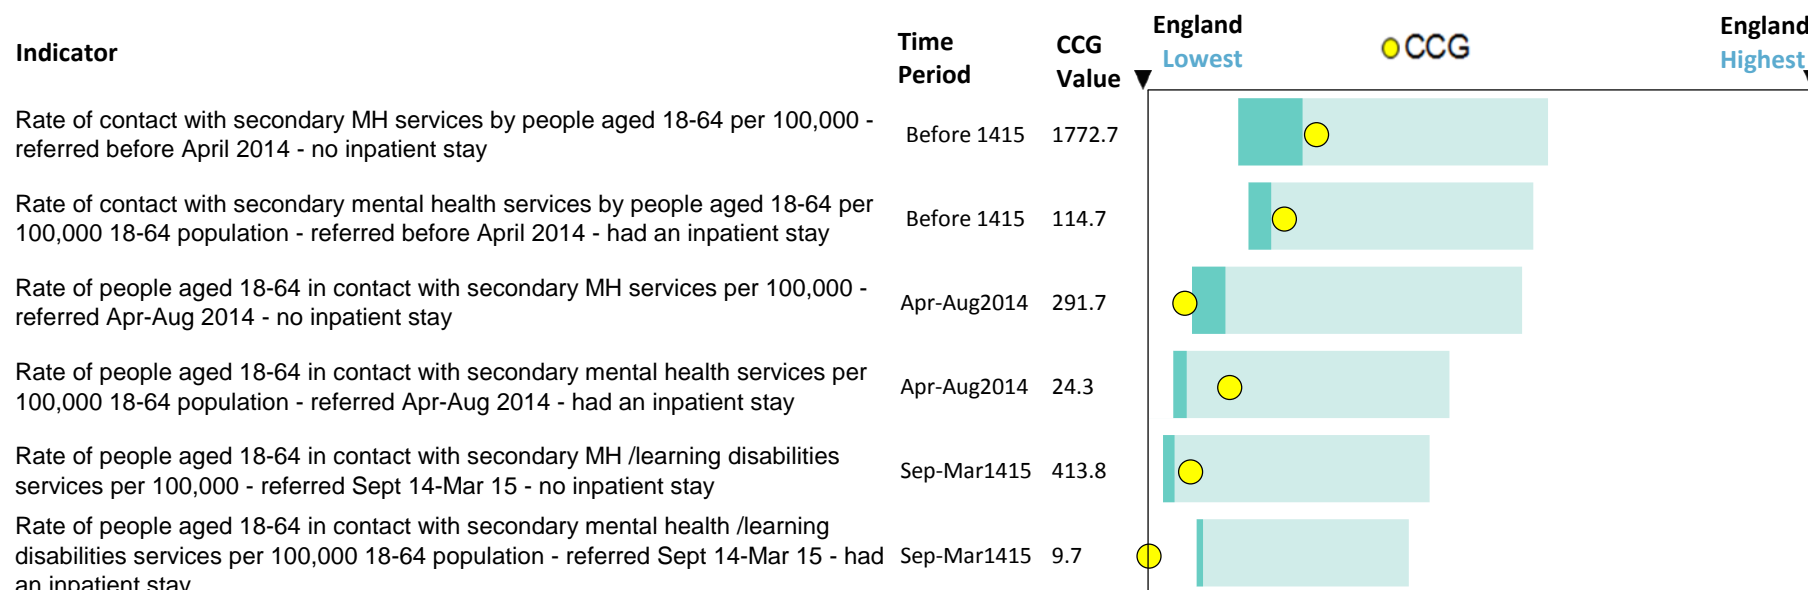 Indicator
Time Period
CCG Value
England Lowest
CCG
England Highest
Rate of contact with secondary MH services by people aged 18-64 per 100,000 -
referred before April 2014 - no inpatient stay
Before 1415 1772.7
Rate of contact with secondary mental health services by people aged 18-64 per
100,000 18-64 population - referred before April 2014 - had an inpatient stay
Before 1415 114.7
Rate of people aged 18-64 in contact with secondary MH services per 100,000 -
referred Apr-Aug 2014 - no inpatient stay
Apr-Aug2014 291.7
Rate of people aged 18-64 in contact with secondary mental health services per
100,000 18-64 population - referred Apr-Aug 2014 - had an inpatient stay
Apr-Aug2014 24.3
Rate of people aged 18-64 in contact with secondary MH /learning disabilities
services per 100,000 - referred Sept 14-Mar 15 - no inpatient stay
Sep-Mar1415 413.8
Rate of people aged 18-64 in contact with secondary mental health /learning
disabilities services per 100,000 18-64 population - referred Sept 14-Mar 15 - had
an inpatient stay
Sep-Mar1415 9.7